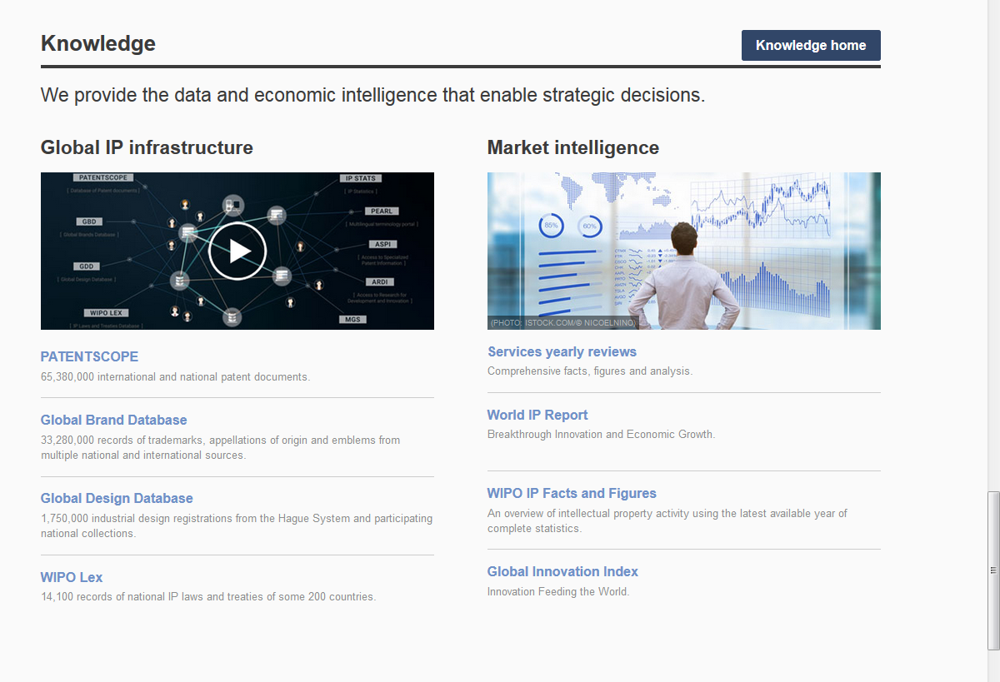 Knowledge
Knowledge home
We provide the data and economic intelligence that enable strategic decisions.
Global IP infrastructure
PATENTSCOPE
[ Database of Patent documents ]
GBD
[ Global Brands Database ]
GDD
[ Global Design Database ]
WIPO LEX
[ IP Laws and Treaties Database ]
IP STATS
[ IP Statistics ]
PEARL
[ Multilingual terminology portal ]
ASPI
[ Access to Specialized
Patent Information ]
ARDI
[ Access to Research for
Development and Innovation ]
MGS
PATENTSCOPE
65,380,000 international and national patent documents.
Global Brand Database
33,280,000 records of trademarks, appellations of origin and emblems from
multiple national and international sources.
Global Design Database
1,750,000 industrial design registrations from the Hague System and participating
national collections.
WIPO Lex
14,100 records of national IP laws and treaties of some 200 countries.
Market intelligence
85%
60%
(PHOTO: ISTOCK.COM/© NICOELNINO)
Services yearly reviews
Comprehensive facts, figures and analysis.
World IP Report
Breakthrough Innovation and Economic Growth.
WIPO IP Facts and Figures
An overview of intellectual property activity using the latest available year of
complete statistics.
Global Innovation Index
Innovation Feeding the World.